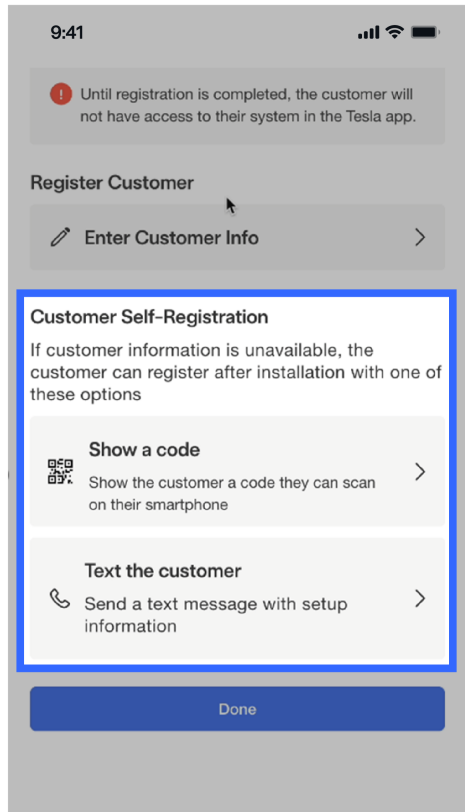 9:41
Until registration is completed, the customer will
not have access to their system in the Tesla app.
Register Customer
Enter Customer Info
Customer Self-Registration
If customer information is unavailable, the
customer can register after installation with one of
these options
Show a code
Show the customer a code they can scan
on their smartphone
Text the customer
Send a text message with setup
information
Done